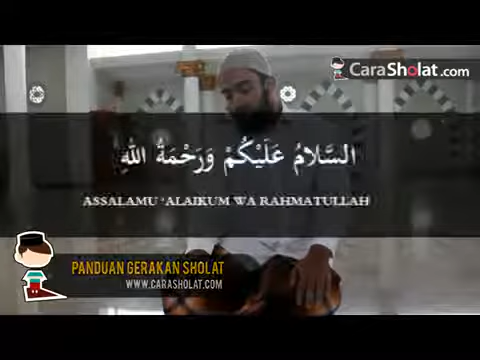 CaraSholat.com
السَّلَامُ عَلَيْكُمْ وَرَحْمَةُ اللهِ
ASSALAMU 'ALAIKUM WA RAHMATULLAH
PANDUAN GERAKAN SHOLAT
WWW.CARASHOLAT.COM